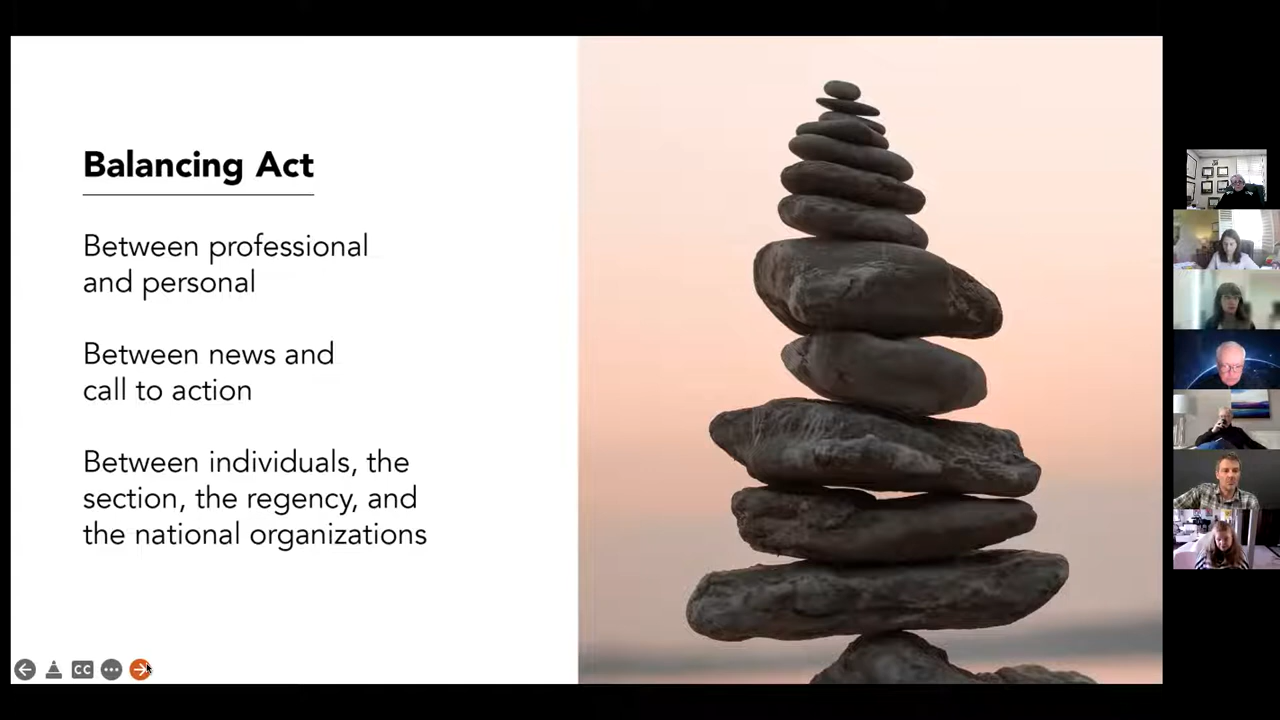 Balancing Act
Between professional
and personal
Between news and
call to action
Between individuals, the
section, the regency, and
the national organizations
CC